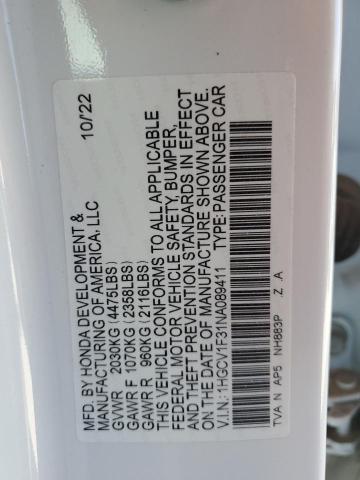 MFD. BY HONDA DEVELOPMENT & 10/22
MANUFACTURING OF AMERICA, LLC
GVWR 2030KG (4475LBS)
GAWR F 1070KG (2358LBS)
GAWR R 960KG (2116LBS)
THIS VEHICLE CONFORMS TO ALL APPLICABLE
FEDERAL MOTOR VEHICLE SAFETY, BUMPER,
AND THEFT PREVENTION STANDARDS IN EFFECT
ON THE DATE OF MANUFACTURE SHOWN ABOVE.
V.I.N.: 1HGCV1F31NA089411 TYPE: PASSENGER CAR
TVA N AP5 NH883P .Z .A